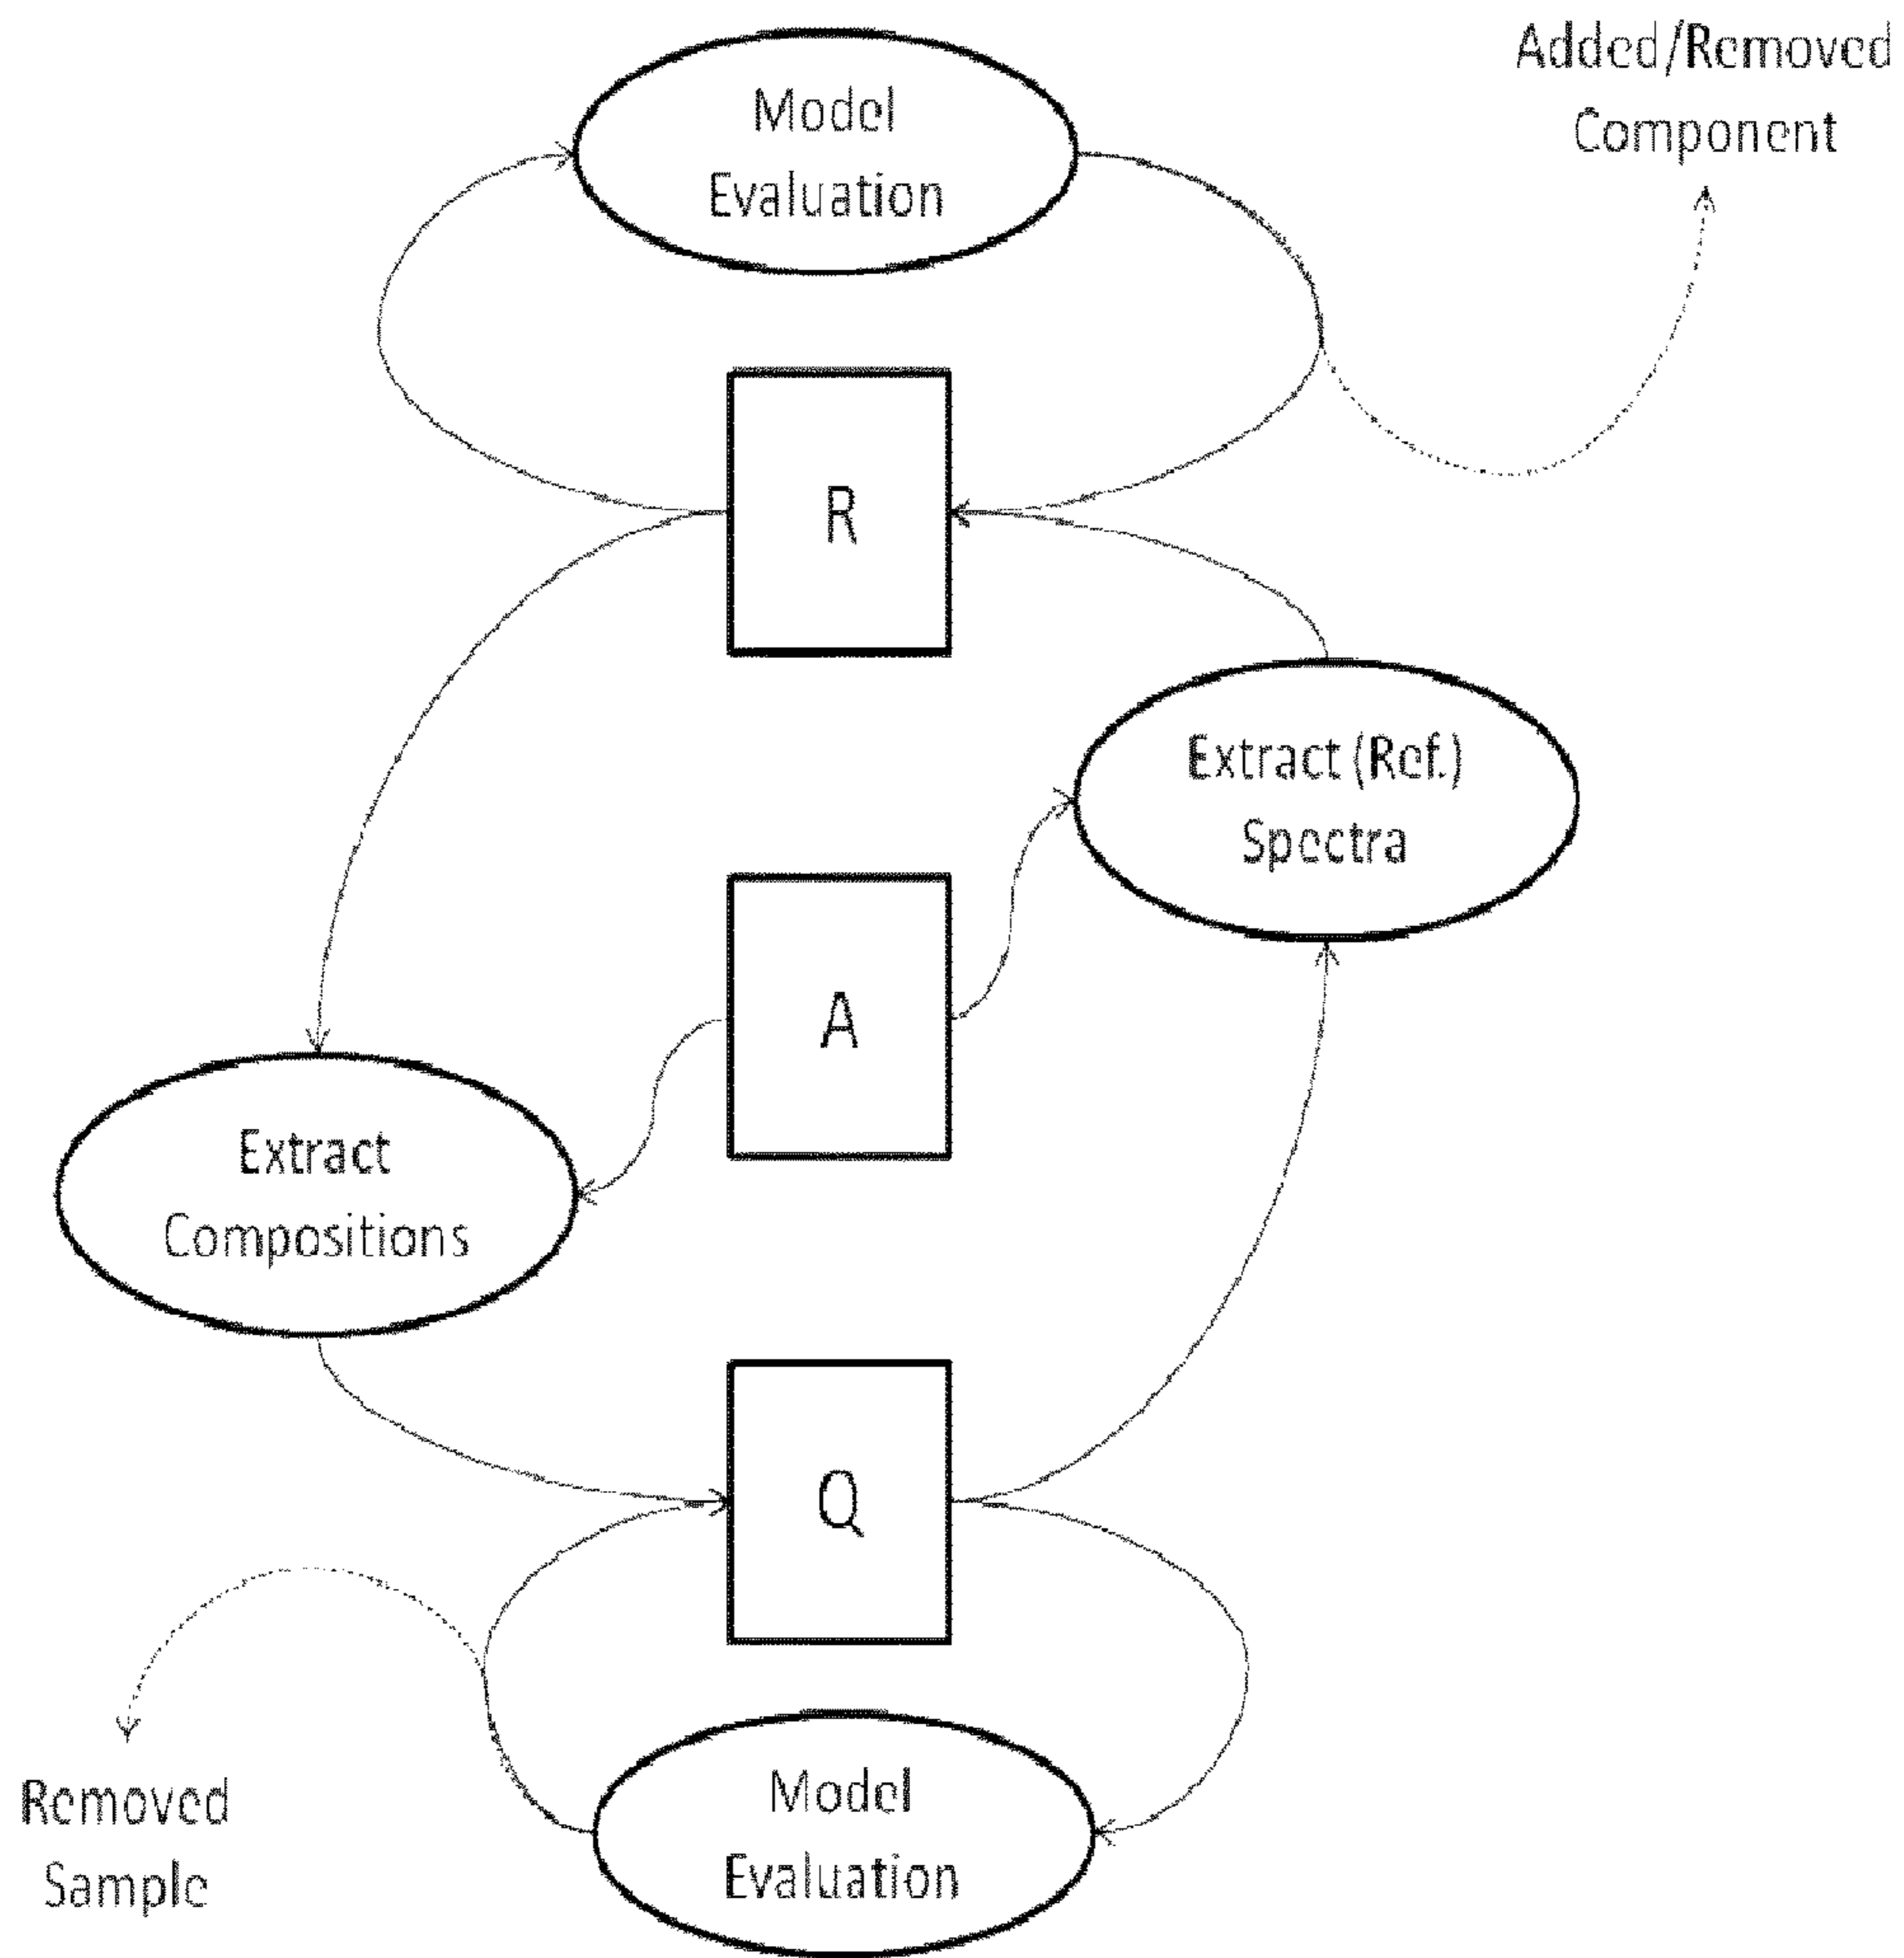 Added/Removed
Component
Model
Evaluation
R
Extract (Ref.)
Spectra
A
Extract
Compositions
Q
Removed
Sample
Model
Evaluation